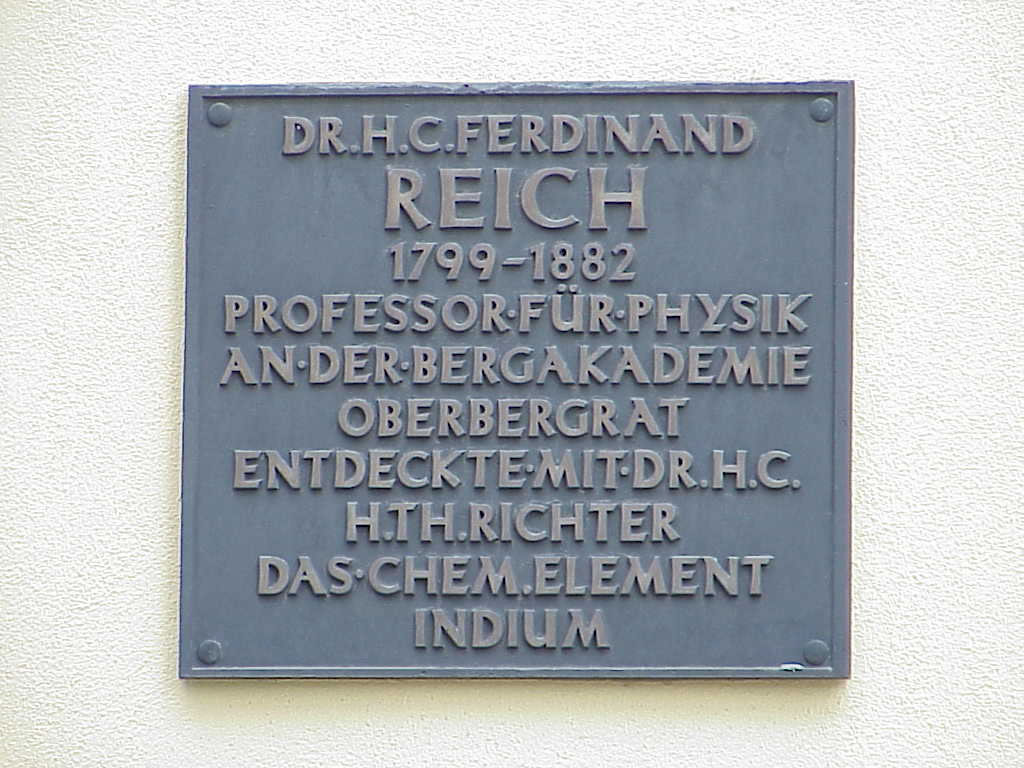 DR.H.C.FERDINAND
REICH
1799-1882
PROFESSOR·FÜR·PHYSIK
AN·DER·BERGAKADEMIE
OBERBERGRAT
ENTDECKTE·MIT·DR.H.C.
H.TH.RICHTER
DAS·CHEM.ELEMENT
INDIUM